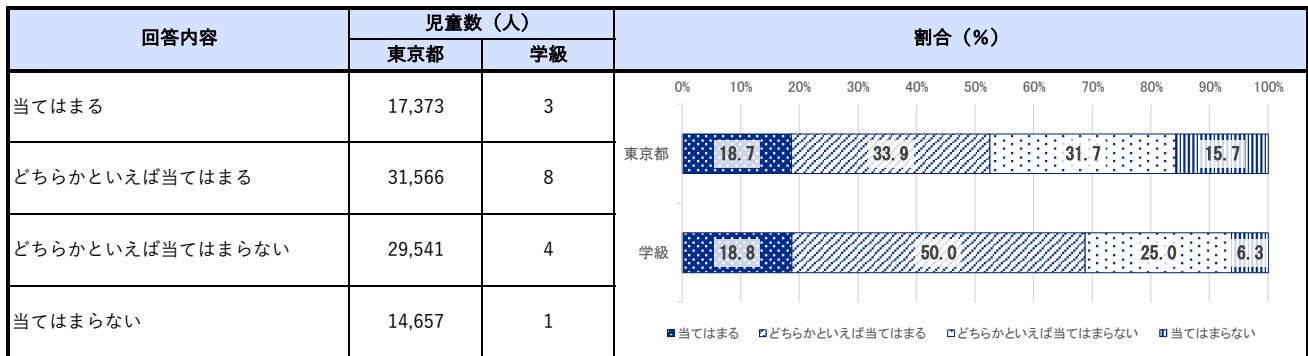 回答内容 児童数（人） 割合（%）
東京都 学級
当てはまる 17,373 3
どちらかといえば当てはまる 31,566 8
どちらかといえば当てはまらない 29,541 4
当てはまらない 14,657 1
0% 10% 20% 30% 40% 50% 60% 70% 80% 90% 100%
東京都 18.7 33.9 31.7 15.7
学級 18.8 50.0 25.0 6.3
当てはまる どちらかといえば当てはまる どちらかといえば当てはまらない 当てはまらない